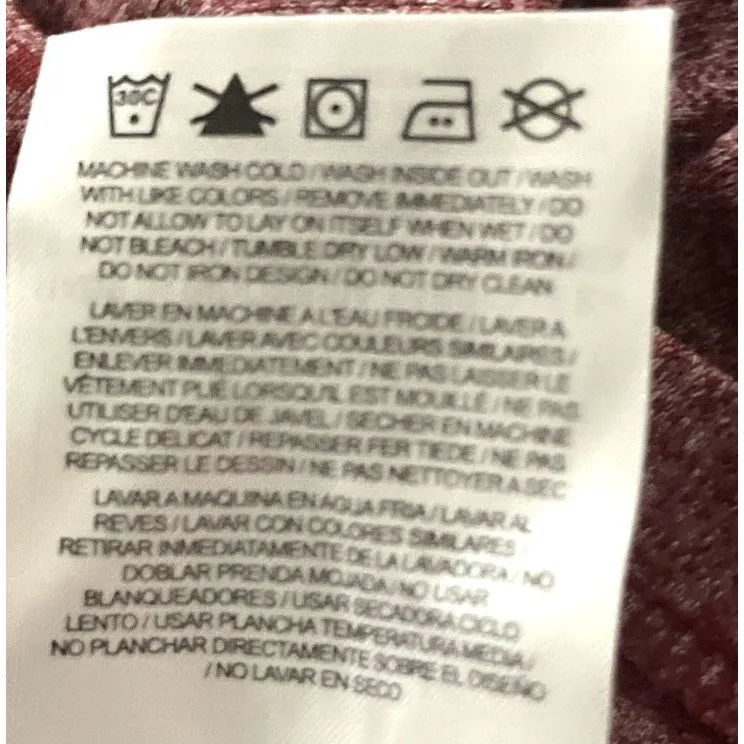 30C
MACHINE WASH COLD / WASH INSIDE OUT / WASH
WITH LIKE COLORS / REMOVE IMMEDIATELY / DO
NOT ALLOW TO LAY ON ITSELF WHEN WET / DO
NOT BLEACH / TUMBLE DRY LOW / WARM IRON /
DO NOT IRON DESIGN / DO NOT DRY CLEAN
LAVER EN MACHINE A L'EAU FROIDE / LAVER A
L'ENVERS / LAVER AVEC COULEURS SIMILAIRES /
ENLEVER IMMEDIATEMENT / NE PAS LAISSER LE
VÊTEMENT PLIÉ LORSQU'IL EST MOUILLÉ / NE PAS
UTILISER D'EAU DE JAVEL / SECHER EN MACHINE
CYCLE DELICAT / REPASSER FER TIEDE / NE PAS
REPASSER LE DESSIN / NE PAS NETTOYER A SEC
LAVAR A MAQUINA EN AGUA FRIA / LAVAR AL
REVES / LAVAR CON COLORES SIMILARES /
RETIRAR INMEDIATAMENTE DE LA LAVADORA / NO
DOBLAR PRENDA MOJADA / NO USAR
BLANQUEADORES / USAR SECADORA CICLO
LENTO / USAR PLANCHA TEMPERATURA MEDIA /
NO PLANCHAR DIRECTAMENTE SOBRE EL DISEÑO
/ NO LAVAR EN SECO